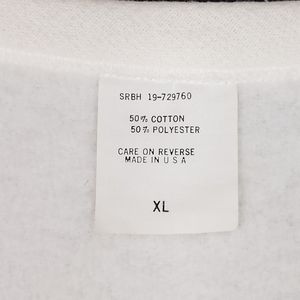 SRBH 19-729760
50% COTTON
50% POLYESTER
CARE ON REVERSE
MADE IN U S A
XL